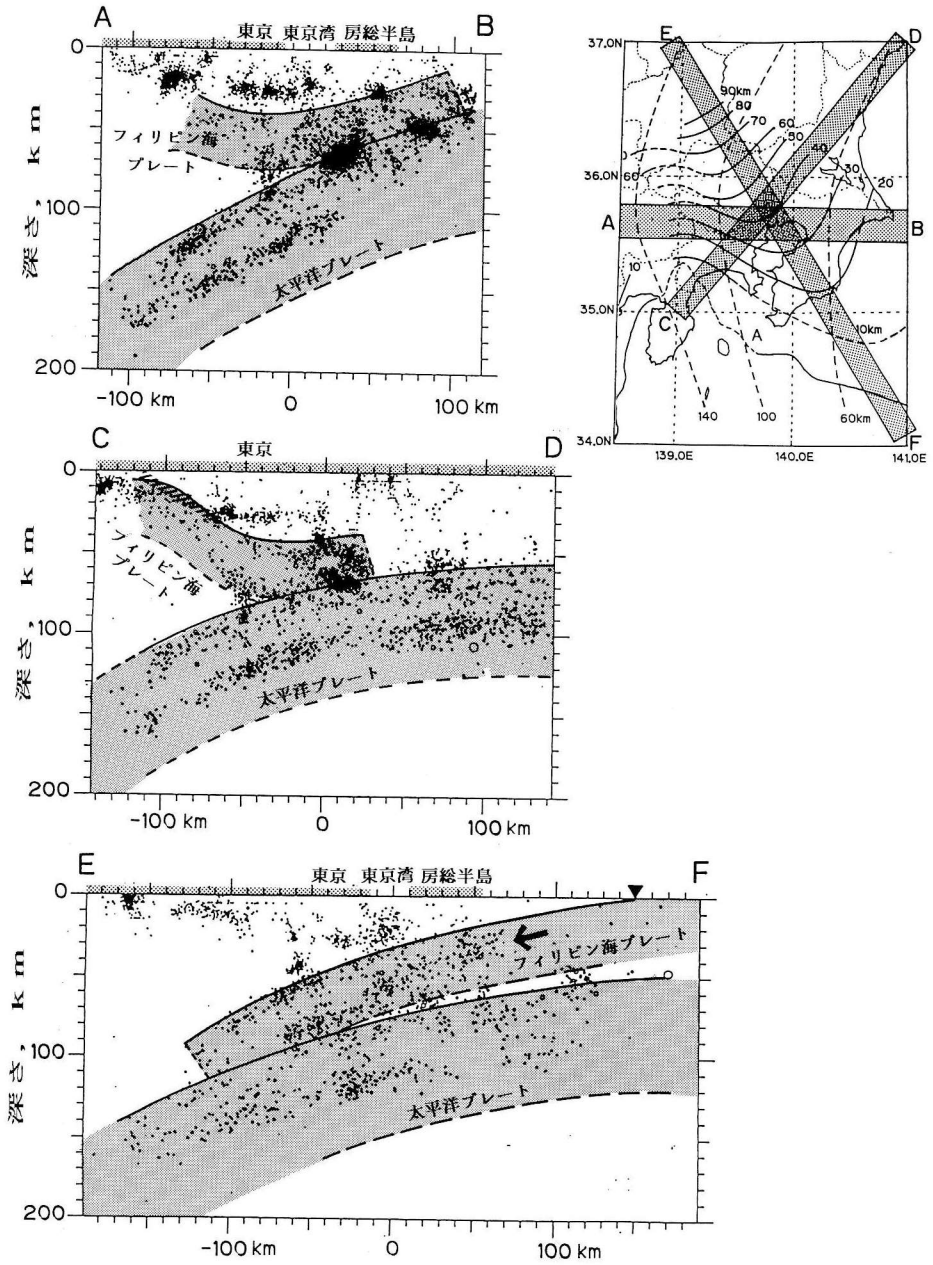 A
B
東京 東京湾 房総半島
0
100
200
深さ, km
フィリピン海
プレート
太平洋プレート
-100 km
0
100 km
E
D
37.0N
36.0N
35.0N
34.0N
90km
80
70
60
50
40
30
20
60
A
B
10
C
A
10km
140
100
60km
F
139.0E
140.0E
141.0E
C
D
東京
0
100
200
深さ, km
フィリピン海
プレート
太平洋プレート
-100 km
0
100 km
E
F
東京 東京湾 房総半島
0
100
200
深さ, km
フィリピン海プレート
太平洋プレート
-100 km
0
100 km